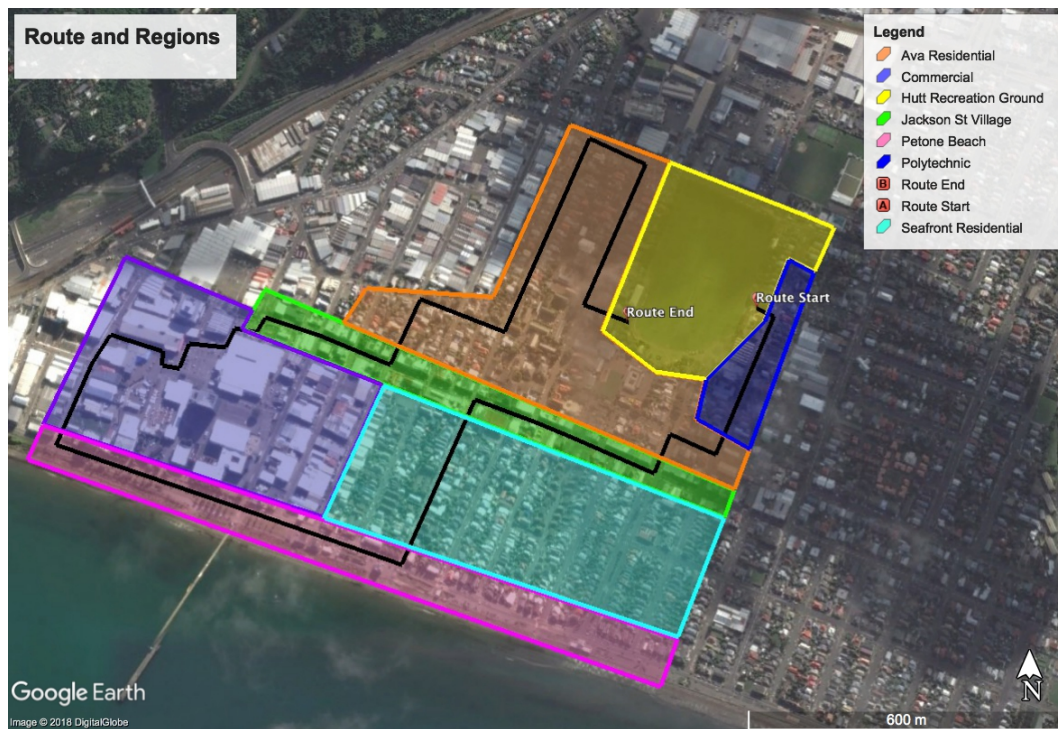 Route and Regions
Legend
Ava Residential
Commercial
Hutt Recreation Ground
Jackson St Village
Petone Beach
Polytechnic
B Route End
A Route Start
Seafront Residential
Route Start
Route End
Google Earth
N
Image © 2018 DigitalGlobe
600 m